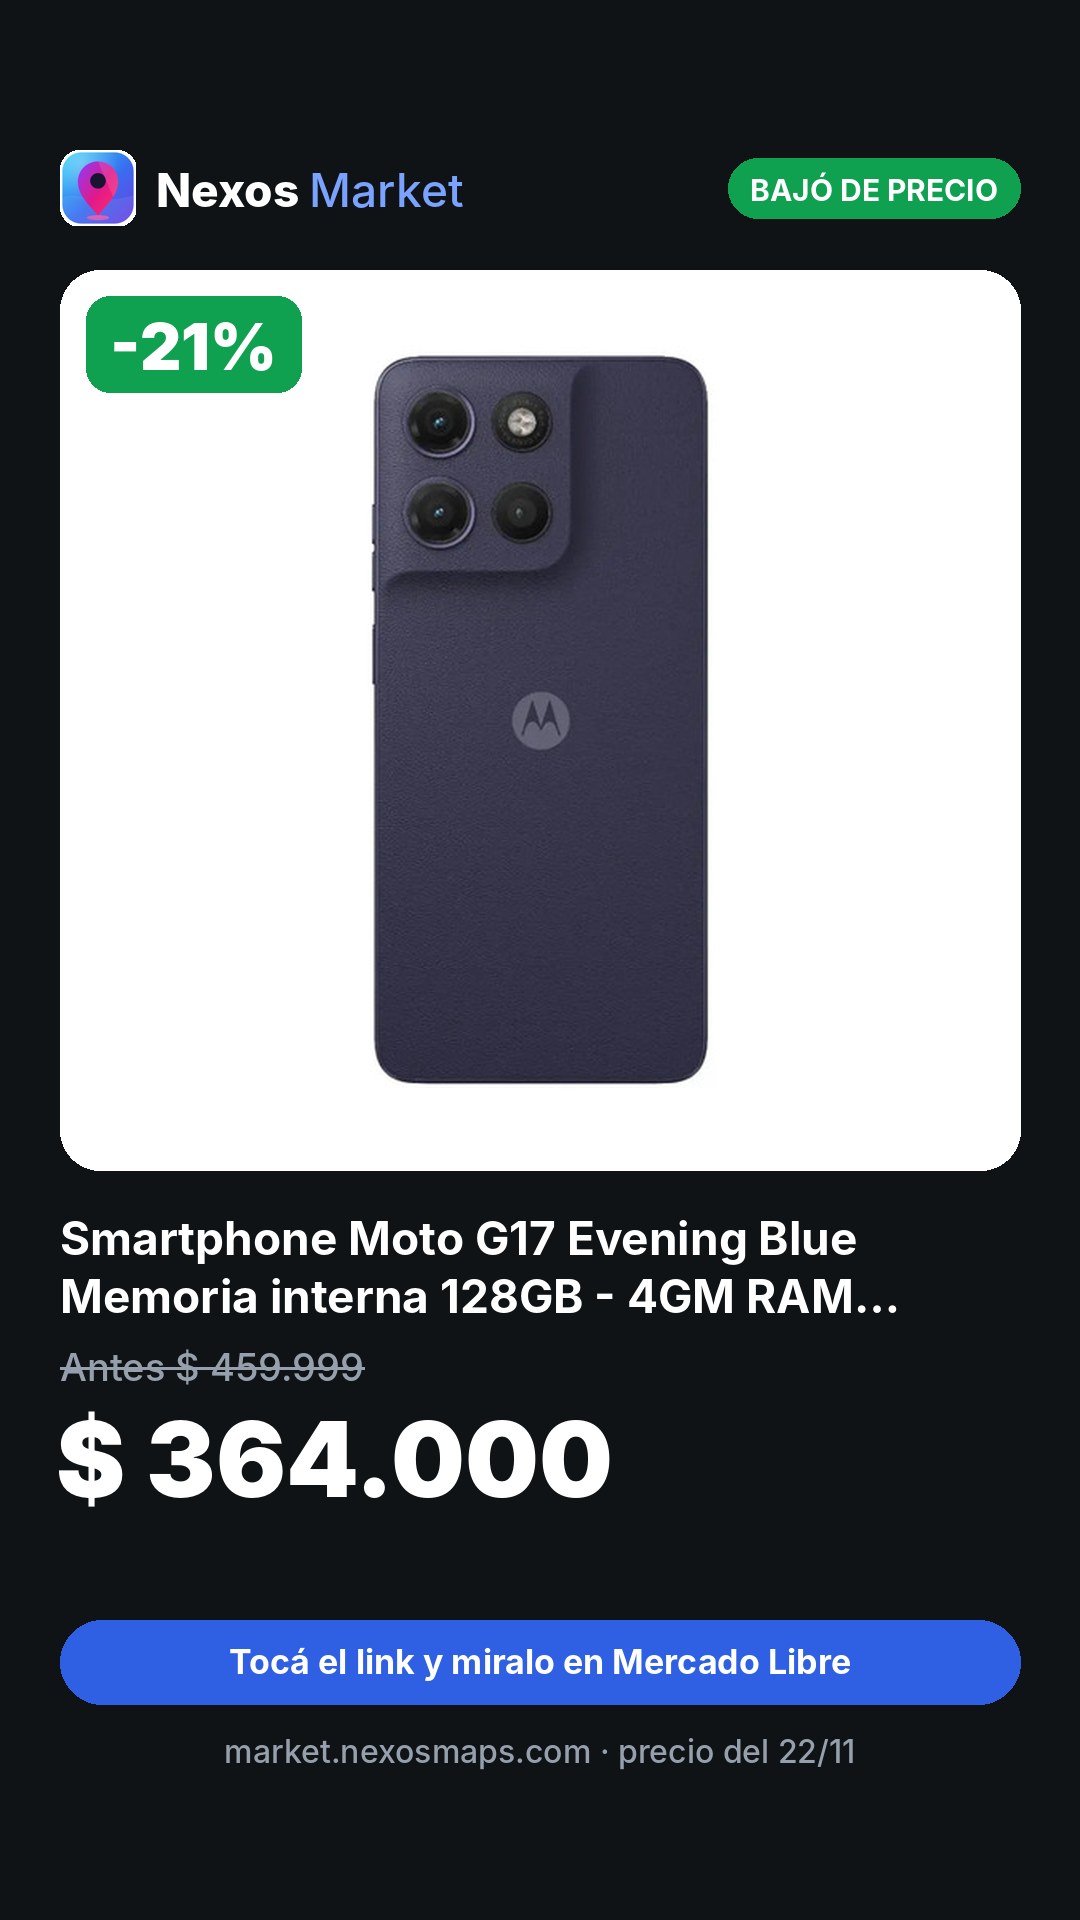 Nexos Market
BAJÓ DE PRECIO
-21%
Smartphone Moto G17 Evening Blue
Memoria interna 128GB - 4GM RAM...
Antes $ 459.999
$ 364.000
Tocá el link y miralo en Mercado Libre
market.nexosmaps.com · precio del 22/11